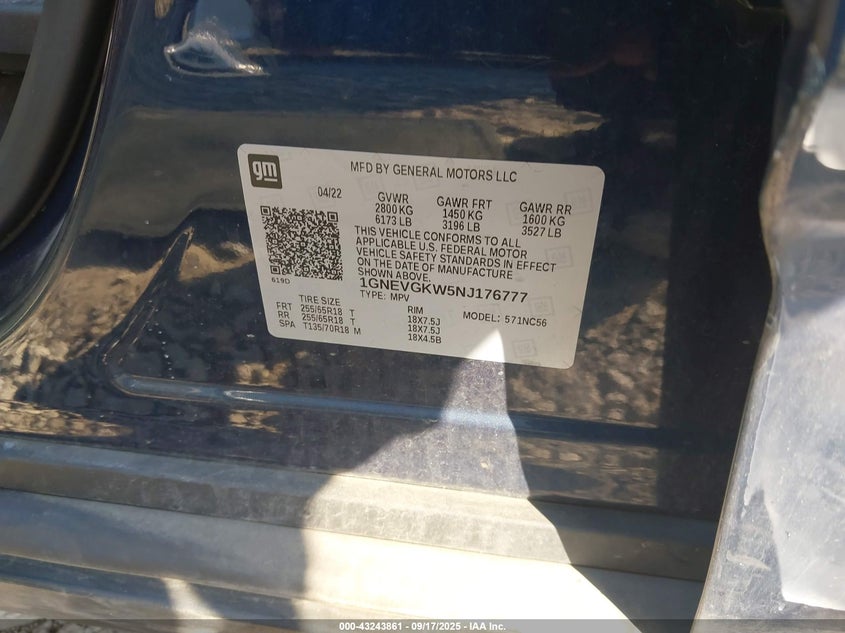 gm
MFD BY GENERAL MOTORS LLC
04/22
GVWR GAWR FRT GAWR RR
2800 KG 1450 KG 1600 KG
6173 LB 3196 LB 3527 LB
THIS VEHICLE CONFORMS TO ALL
APPLICABLE U.S. FEDERAL MOTOR
VEHICLE SAFETY STANDARDS IN EFFECT
ON THE DATE OF MANUFACTURE
SHOWN ABOVE.
619D
1GNEVGKW5NJ176777
TYPE: MPV
MODEL: 571NC56
TIRE SIZE RIM
FRT 255/65R18 T 18X7.5J
RR 255/65R18 T 18X7.5J
SPA T135/70R18 M 18X4.5B
000-43243861 - 09/17/2025 - © IAA Inc.